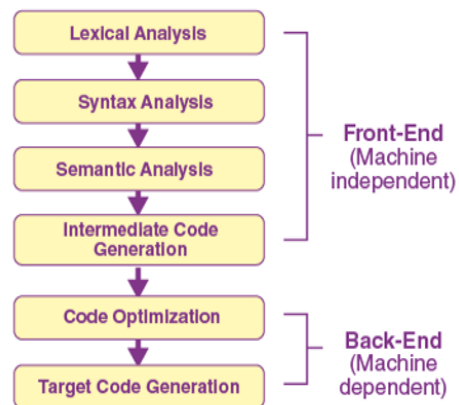 Lexical Analysis
Syntax Analysis
Semantic Analysis
Intermediate Code
Generation
Code Optimization
Target Code Generation
Front-End
(Machine
independent)
Back-End
(Machine
dependent)